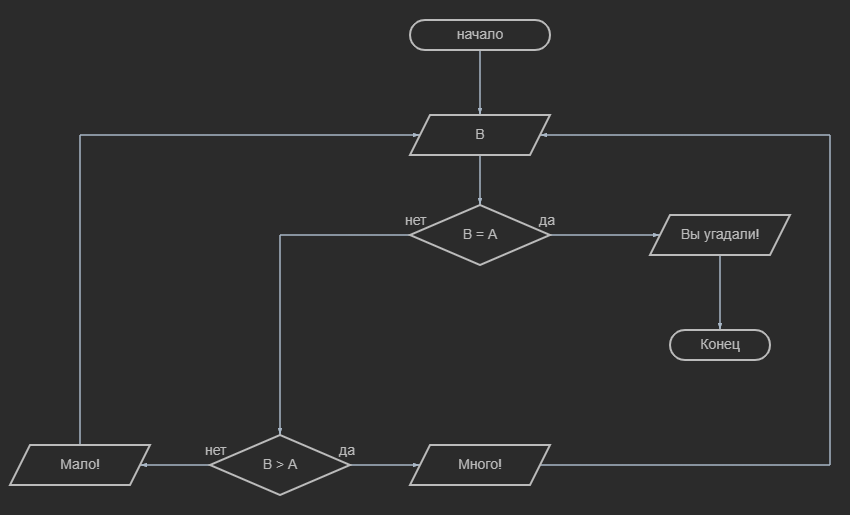 начало
B
нет
да
B = A
Вы угадали!
Конец
нет
да
Мало!
B > A
Много!